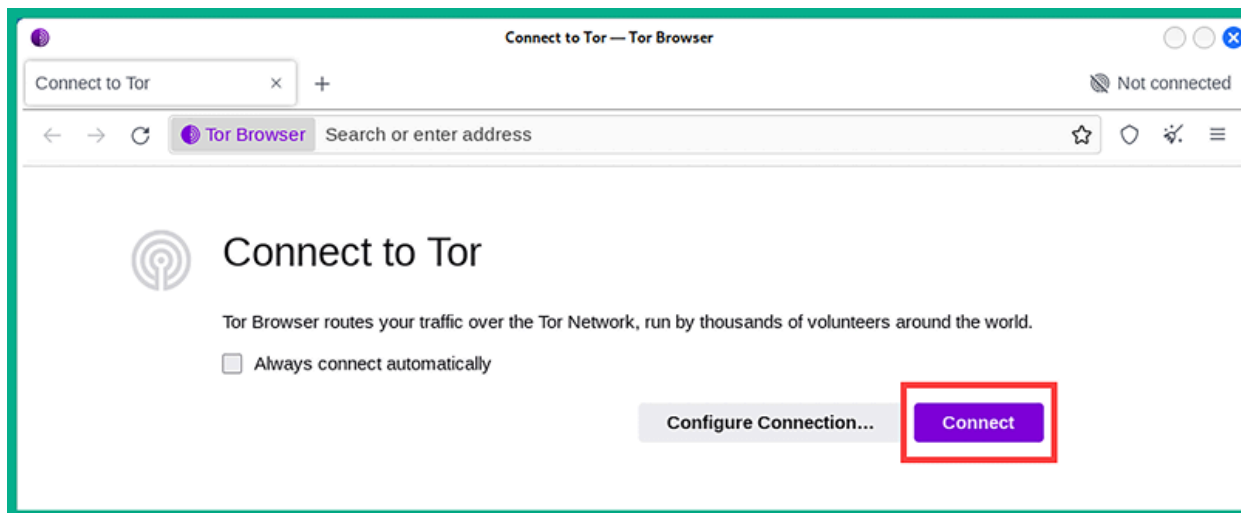 Connect to Tor — Tor Browser
Connect to Tor
Not connected
Tor Browser Search or enter address
Connect to Tor
Tor Browser routes your traffic over the Tor Network, run by thousands of volunteers around the world.
Always connect automatically
Configure Connection... Connect